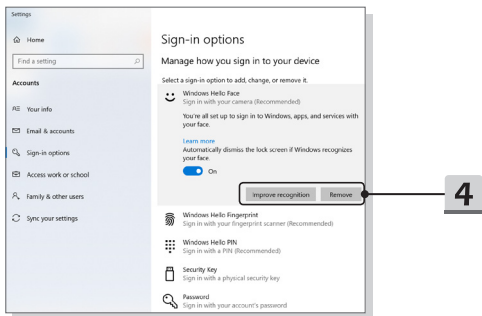 Settings
Home
Find a setting
Accounts
Your info
Email & accounts
Sign-in options
Access work or school
Family & other users
Sync your settings
Sign-in options
Manage how you sign in to your device
Select a sign-in option to add, change, or remove it.
Windows Hello Face
Sign in with your camera (Recommended)
You're all set up to sign in to Windows, apps, and services with
your face.
Learn more
Automatically dismiss the lock screen if Windows recognizes
your face.
On
Improve recognition
Remove
4
Windows Hello Fingerprint
Sign in with your fingerprint scanner (Recommended)
Windows Hello PIN
Sign in with a PIN (Recommended)
Security Key
Sign in with a physical security key
Password
Sign in with your account's password